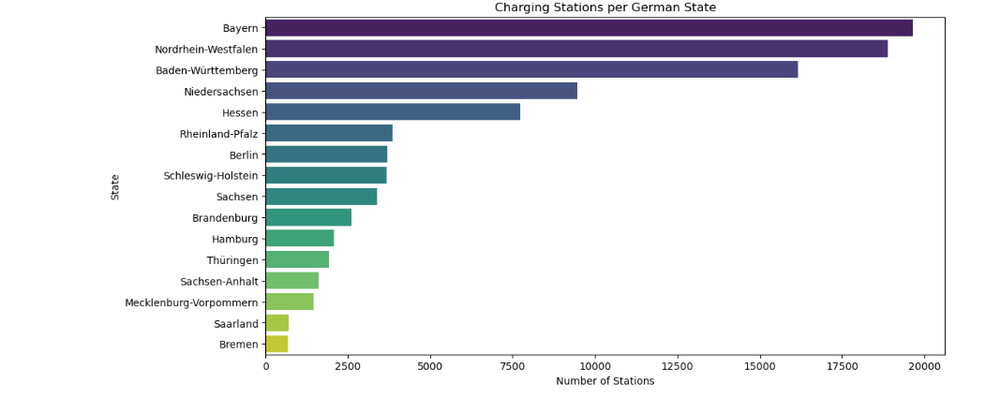 Charging Stations per German State
State
Bayern
Nordrhein-Westfalen
Baden-Württemberg
Niedersachsen
Hessen
Rheinland-Pfalz
Berlin
Schleswig-Holstein
Sachsen
Brandenburg
Hamburg
Thüringen
Sachsen-Anhalt
Mecklenburg-Vorpommern
Saarland
Bremen
0 2500 5000 7500 10000 12500 15000 17500 20000
Number of Stations